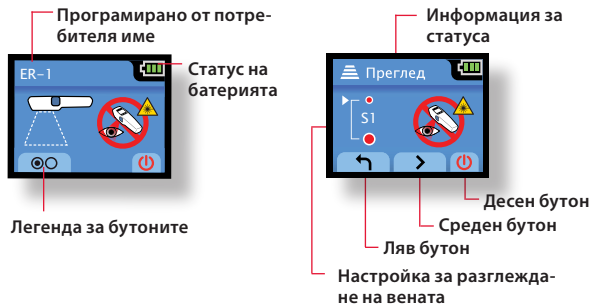 Програмирано от потре-
бителя име
ER-1
Статус на
батерията
Легенда за бутоните
Информация за
статуса
Преглед
S1
Десен бутон
Среден бутон
Ляв бутон
Настройка за разглежда-
не на вената